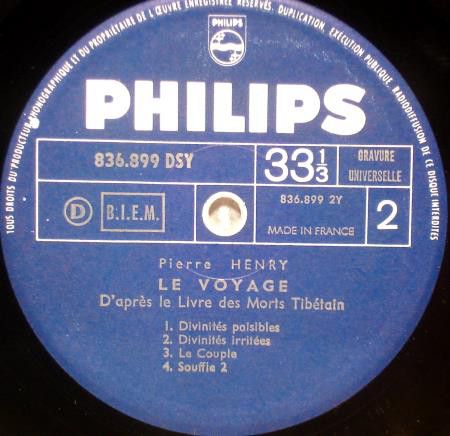 TOUS DROITS DU PRODUCTEUR PHONOGRAPHIQUE ET DU PROPRIÉTAIRE DE L'ŒUVRE ENREGISTRÉE RÉSERVÉS. DUPLICATION, EXÉCUTION PUBLIQUE, RADIODIFFUSION DE CE DISQUE INTERDITES
PHILIPS
PHILIPS
836.899 DSY
33 1/3
GRAVURE
UNIVERSELLE
D
B.I.E.M.
836.899 2Y
MADE IN FRANCE
2
Pierre HENRY
LE VOYAGE
D'après le Livre des Morts Tibétain
1. Divinités paisibles
2. Divinités irritées
3. Le Couple
4. Souffle 2